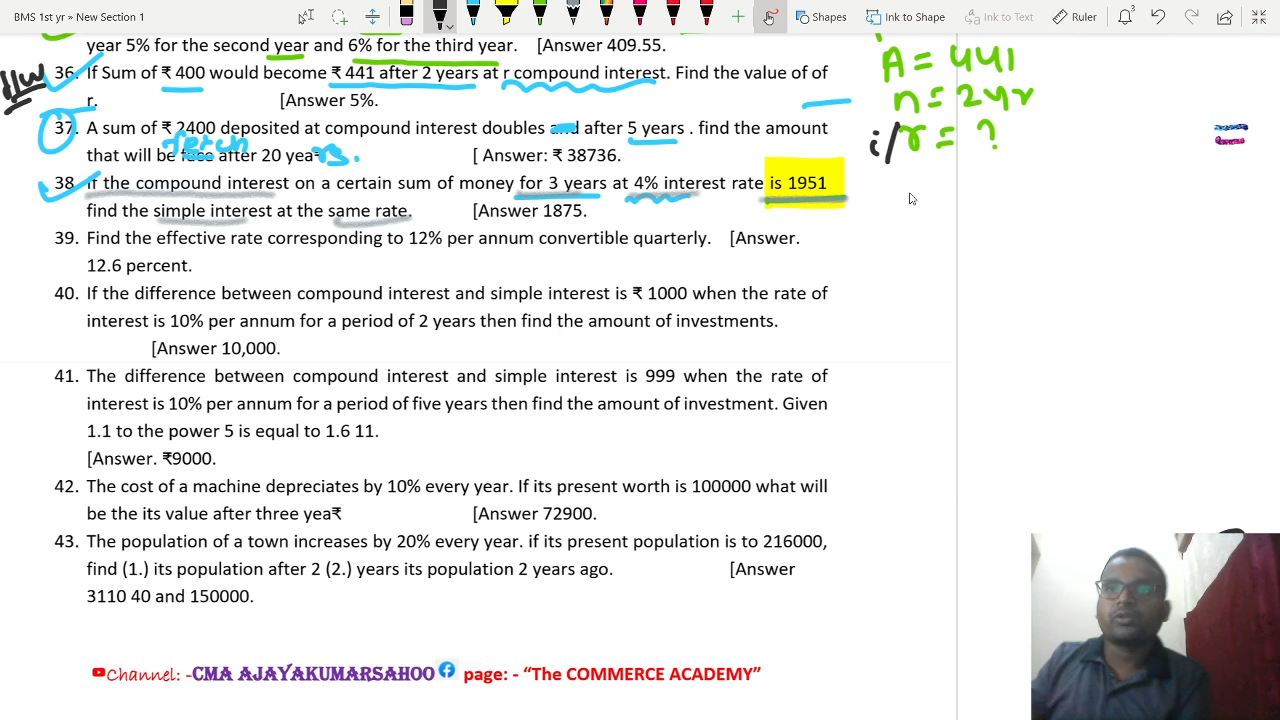 BMS 1st yr » New Section 1
Shapes
Ink to Shape
Ink to Text
Ruler
year 5% for the second year and 6% for the third year. [Answer 409.55.
H/W
36. If Sum of ₹ 400 would become ₹ 441 after 2 years at r compound interest. Find the value of of
r. [Answer 5%.
37. A sum of ₹ 2400 deposited at compound interest doubles and after 5 years . find the amount
fetch
that will be face after 20 years. [ Answer: ₹ 38736.
38. If the compound interest on a certain sum of money for 3 years at 4% interest rate is 1951
find the simple interest at the same rate. [Answer 1875.
39. Find the effective rate corresponding to 12% per annum convertible quarterly. [Answer.
12.6 percent.
40. If the difference between compound interest and simple interest is ₹ 1000 when the rate of
interest is 10% per annum for a period of 2 years then find the amount of investments.
[Answer 10,000.
41. The difference between compound interest and simple interest is 999 when the rate of
interest is 10% per annum for a period of five years then find the amount of investment. Given
1.1 to the power 5 is equal to 1.6 11.
[Answer. ₹9000.
42. The cost of a machine depreciates by 10% every year. If its present worth is 100000 what will
be the its value after three yea₹ [Answer 72900.
43. The population of a town increases by 20% every year. if its present population is to 216000,
find (1.) its population after 2 (2.) years its population 2 years ago. [Answer
3110 40 and 150000.
Channel: -CMA AJAYAKUMARSAHOO page: - “The COMMERCE ACADEMY”
A = 441
n = 2 yr
i/r = ?